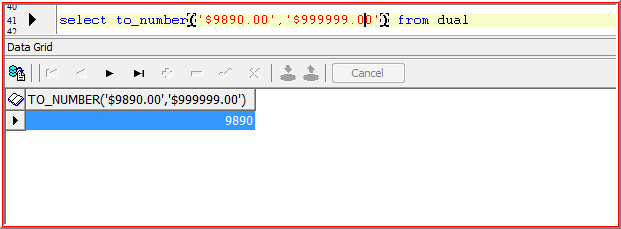 40
41 select to_number('$9890.00','$999999.00') from dual
42
Data Grid
Cancel
TO_NUMBER('$9890.00','$999999.00')
9890